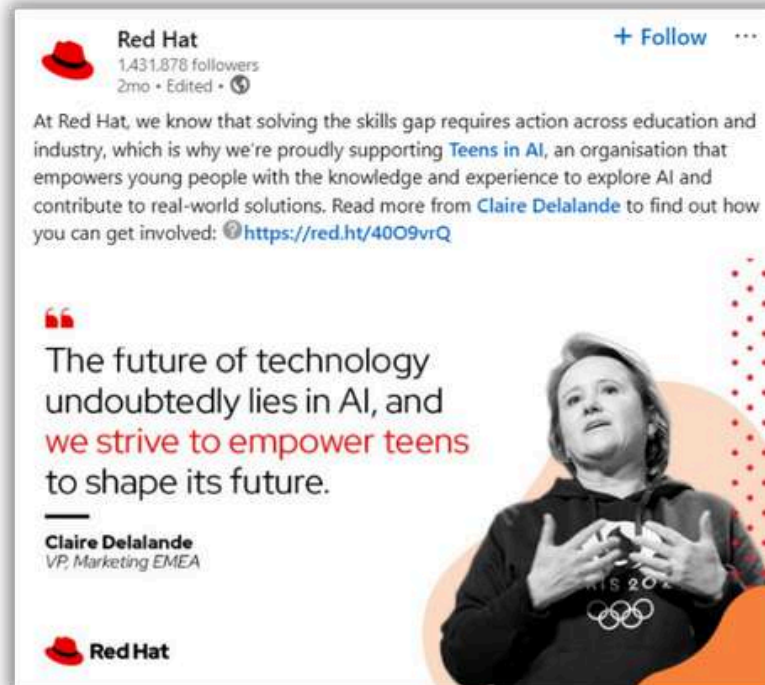 Red Hat
+ Follow ...
1,431,878 followers
2mo • Edited •
At Red Hat, we know that solving the skills gap requires action across education and
industry, which is why we're proudly supporting Teens in AI, an organisation that
empowers young people with the knowledge and experience to explore AI and
contribute to real-world solutions. Read more from Claire Delalande to find out how
you can get involved: https://red.ht/40O9vrQ
“
The future of technology
undoubtedly lies in AI, and
we strive to empower teens
to shape its future.
Claire Delalande
VP, Marketing EMEA
Red Hat